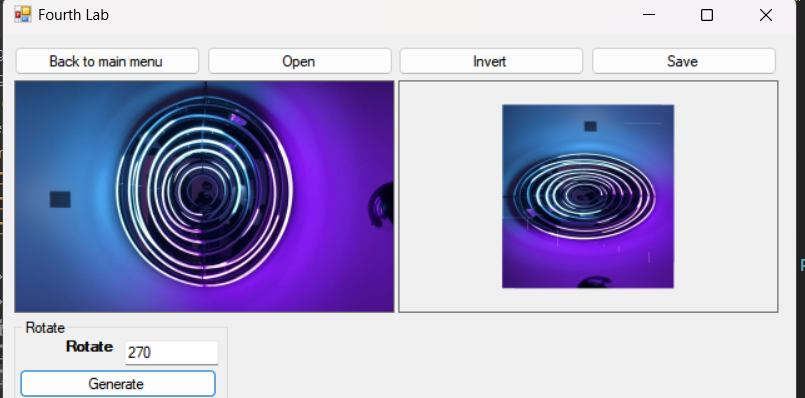 Fourth Lab
Back to main menu Open Invert Save
Rotate
Rotate 270
Generate